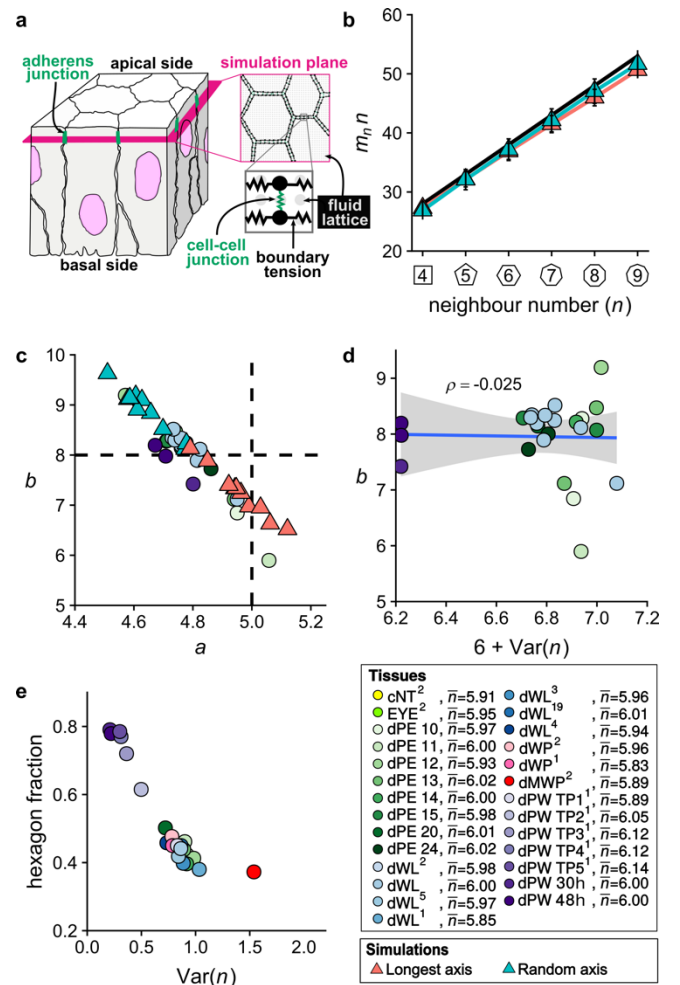 a
adherens
junction
apical side
simulation plane
fluid
lattice
cell-cell
junction
boundary
tension
basal side
b
m_n n
60
50
40
30
20
4 5 6 7 8 9
neighbour number (n)
c
b
10
9
8
7
6
5
4.4 4.6 4.8 5.0 5.2
a
d
ρ = -0.025
b
9
8
7
6
5
6.2 6.4 6.6 6.8 7.0 7.2
6 + Var(n)
e
hexagon fraction
0.8
0.6
0.4
0.2
0.0 0.5 1.0 1.5 2.0
Var(n)
Tissues
cNT², n̅=5.91
EYE², n̅=5.95
dPE 10, n̅=5.97
dPE 11, n̅=6.00
dPE 12, n̅=5.93
dPE 13, n̅=6.02
dPE 14, n̅=6.00
dPE 15, n̅=5.98
dPE 20, n̅=6.01
dPE 24, n̅=6.02
dWL², n̅=5.98
dWL, n̅=6.00
dWL⁵, n̅=5.97
dWL¹, n̅=5.85
dWL³, n̅=5.96
dWL¹⁹, n̅=6.01
dWL⁴, n̅=5.94
dWP², n̅=5.96
dWP¹, n̅=5.83
dMWP², n̅=5.89
dPW TP1¹, n̅=5.89
dPW TP2¹, n̅=6.05
dPW TP3¹, n̅=6.12
dPW TP4¹, n̅=6.12
dPW TP5¹, n̅=6.14
dPW 30h, n̅=6.00
dPW 48h, n̅=6.00
Simulations
Longest axis
Random axis